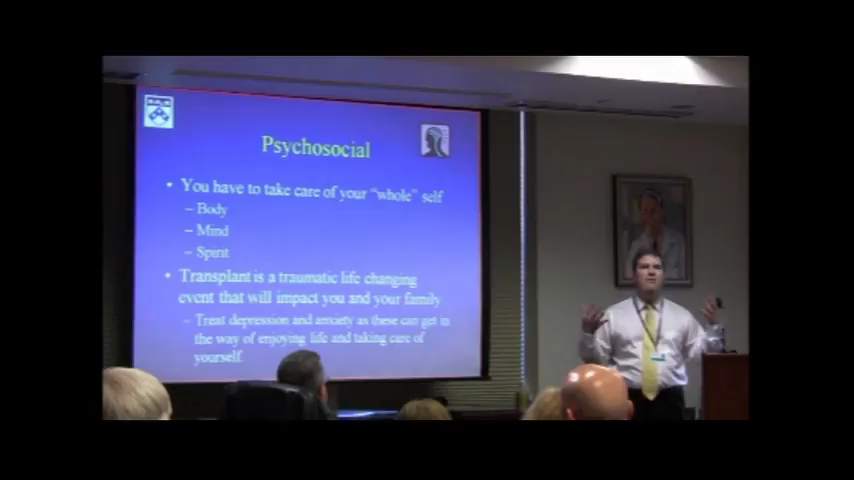 Psychosocial
• You have to take care of your "whole" self
– Body
– Mind
– Spirit
• Transplant is a traumatic life changing
event that will impact you and your family
– Treat depression and anxiety as these can get in
the way of enjoying life and taking care of
yourself